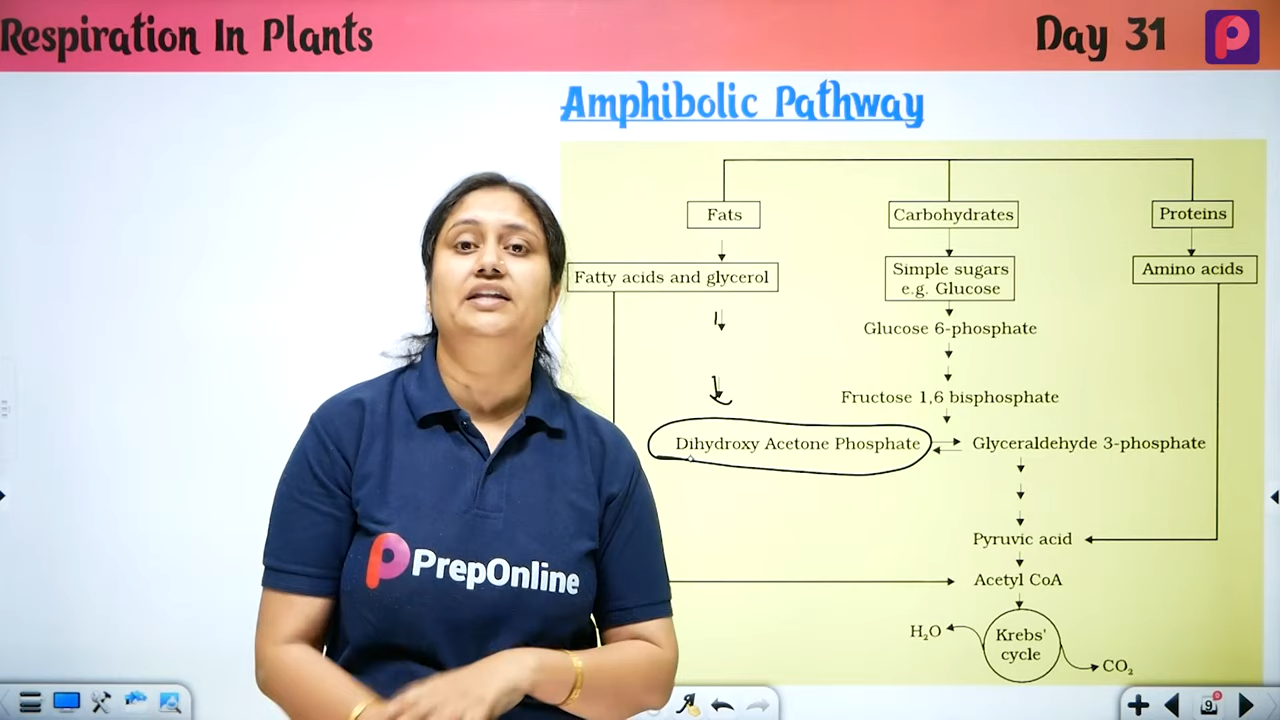 Respiration In Plants
Day 31
Amphibolic Pathway
Fats
Carbohydrates
Proteins
Fatty acids and glycerol
Simple sugars
e.g. Glucose
Amino acids
Glucose 6-phosphate
Fructose 1,6 bisphosphate
Dihydroxy Acetone Phosphate
Glyceraldehyde 3-phosphate
Pyruvic acid
Acetyl CoA
H₂O
Krebs'
cycle
CO₂
PrepOnline
9